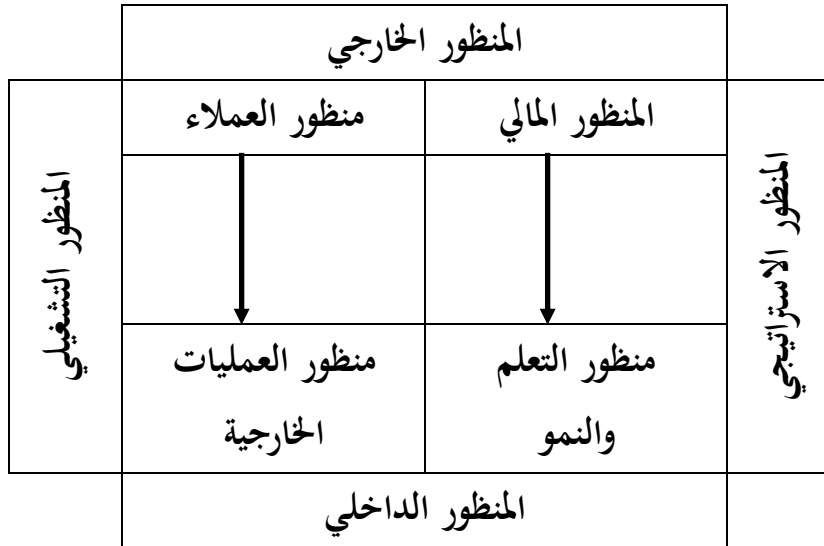 المنظور الخارجي
المنظور المالي
منظور العملاء
المنظور الاستراتيجي
المنظور التشغيلي
منظور التعلم
والنمو
منظور العمليات
الخارجية
المنظور الداخلي